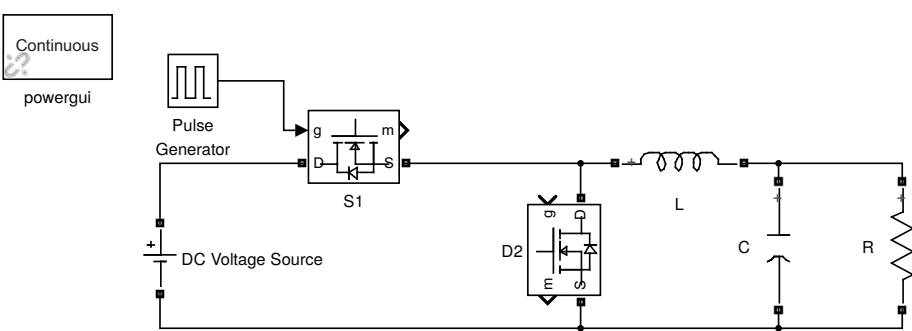 Continuous
powergui
Pulse
Generator
g
m
D
S
S1
+
DC Voltage Source
+
L
D2
g
D
m
S
+
C
+
R